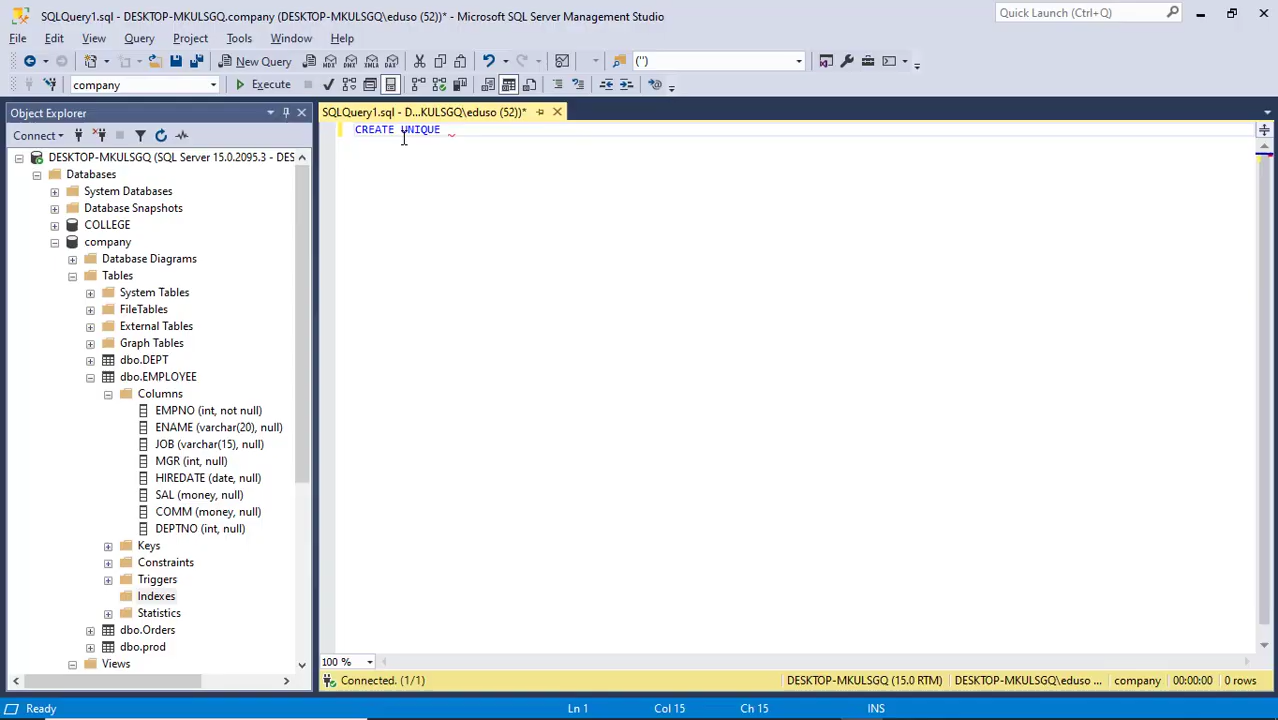 SQLQuery1.sql - DESKTOP-MKULSGQ.company (DESKTOP-MKULSGQ\eduso (52))* - Microsoft SQL Server Management Studio
Quick Launch (Ctrl+Q)
File Edit View Query Project Tools Window Help
New Query MDX DMX XMLA DAX ('')
company Execute
Object Explorer
SQLQuery1.sql - D...KULSGQ\eduso (52))*
Connect
CREATE UNIQUE
DESKTOP-MKULSGQ (SQL Server 15.0.2095.3 - DES
Databases
System Databases
Database Snapshots
COLLEGE
company
Database Diagrams
Tables
System Tables
FileTables
External Tables
Graph Tables
dbo.DEPT
dbo.EMPLOYEE
Columns
EMPNO (int, not null)
ENAME (varchar(20), null)
JOB (varchar(15), null)
MGR (int, null)
HIREDATE (date, null)
SAL (money, null)
COMM (money, null)
DEPTNO (int, null)
Keys
Constraints
Triggers
Indexes
Statistics
dbo.Orders
dbo.prod
Views
100 %
Connected. (1/1)
DESKTOP-MKULSGQ (15.0 RTM) DESKTOP-MKULSGQ\eduso ... company 00:00:00 0 rows
Ready Ln 1 Col 15 Ch 15 INS